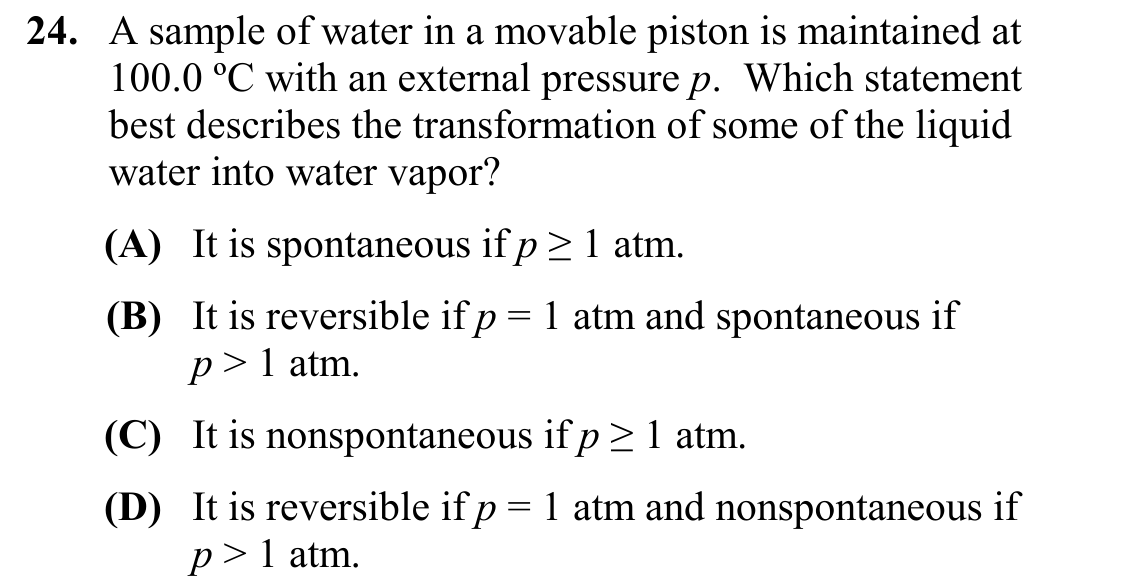 24. A sample of water in a movable piston is maintained at
100.0 ºC with an external pressure p. Which statement
best describes the transformation of some of the liquid
water into water vapor?
(A) It is spontaneous if p ≥ 1 atm.
(B) It is reversible if p = 1 atm and spontaneous if
p > 1 atm.
(C) It is nonspontaneous if p ≥ 1 atm.
(D) It is reversible if p = 1 atm and nonspontaneous if
p > 1 atm.